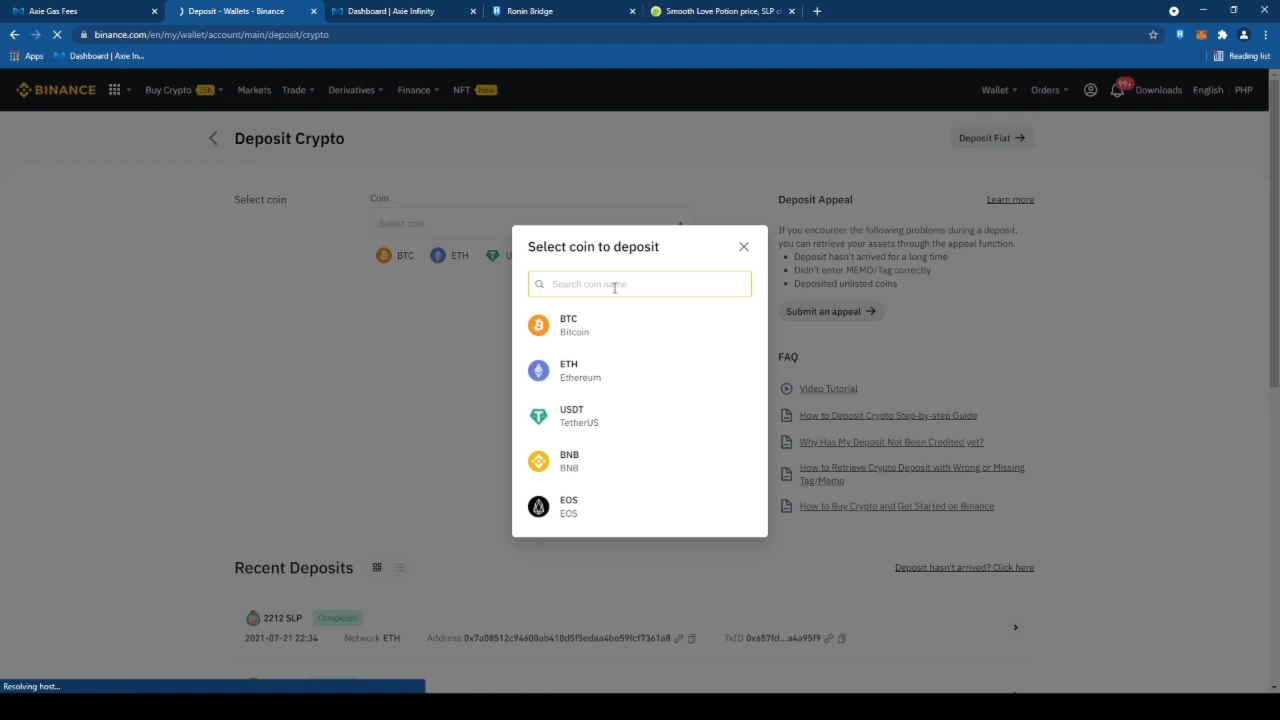 Axie Gas Fees
Deposit - Wallets - Binance
Dashboard | Axie Infinity
Ronin Bridge
Smooth Love Potion price, SLP c
binance.com/en/my/wallet/account/main/deposit/crypto
Apps
Dashboard | Axie In...
Reading list
BINANCE
Buy Crypto
15K
Markets
Trade
Derivatives
Finance
NFT
New
Wallet
Orders
99+
Downloads
English
PHP
Deposit Crypto
Deposit Fiat
Select coin
Coin
Select coin
BTC
ETH
U
Select coin to deposit
Search coin name
BTC
Bitcoin
ETH
Ethereum
USDT
TetherUS
BNB
BNB
EOS
EOS
Deposit Appeal
Learn more
If you encounter the following problems during a deposit,
you can retrieve your assets through the appeal function.
• Deposit hasn't arrived for a long time
• Didn't enter MEMO/Tag correctly
• Deposited unlisted coins
Submit an appeal
FAQ
Video Tutorial
How to Deposit Crypto Step-by-step Guide
Why Has My Deposit Not Been Credited yet?
How to Retrieve Crypto Deposit with Wrong or Missing
Tag/Memo
How to Buy Crypto and Get Started on Binance
Recent Deposits
Deposit hasn't arrived? Click here
2212 SLP
Completed
2021-07-21 22:34
Network ETH
Address 0x7a08512c94600ab410d5f5edaa4be59fcf7361a8
TxID 0x657fd...a4a95f9
Resolving host...